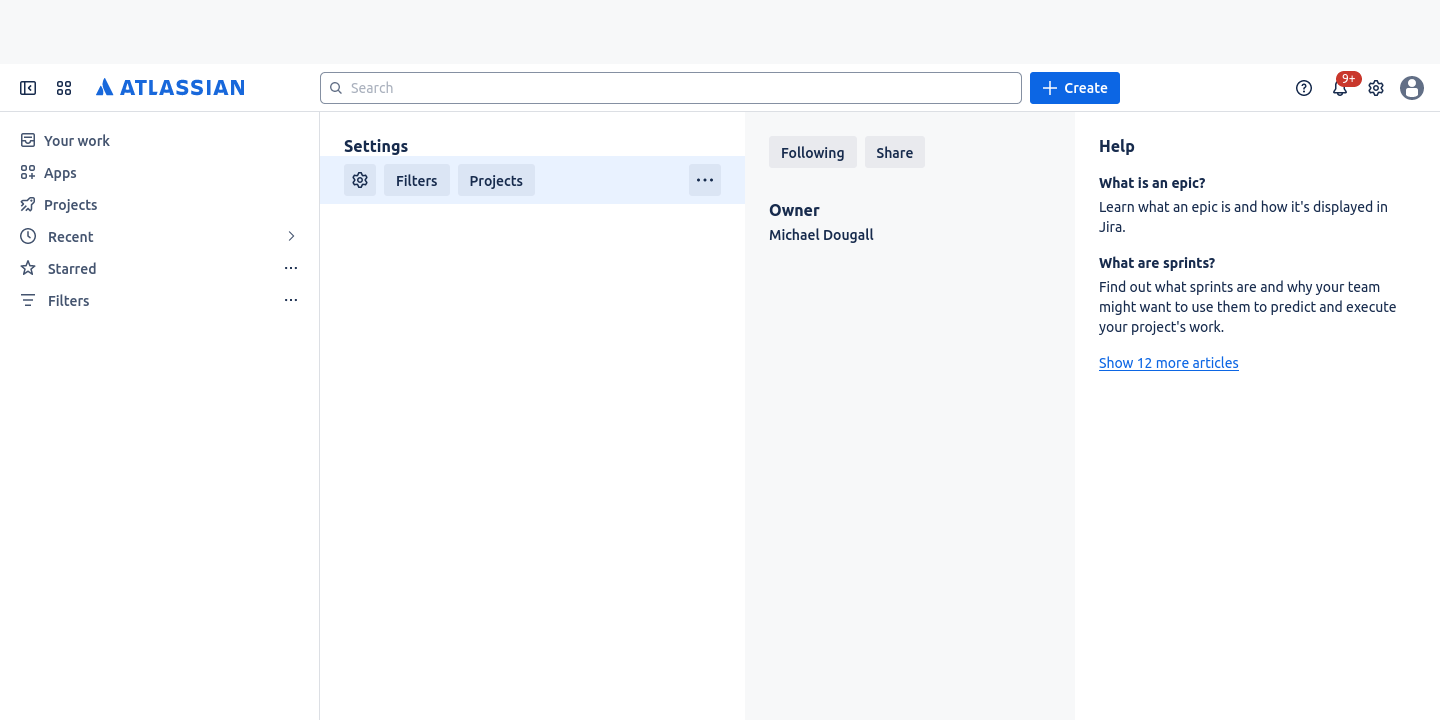 ATLASSIAN
Search
Create
9+
Your work
Apps
Projects
Recent
Starred
Filters
Settings
Filters
Projects
Following
Share
Owner
Michael Dougall
Help
What is an epic?
Learn what an epic is and how it's displayed in
Jira.
What are sprints?
Find out what sprints are and why your team
might want to use them to predict and execute
your project's work.
Show 12 more articles